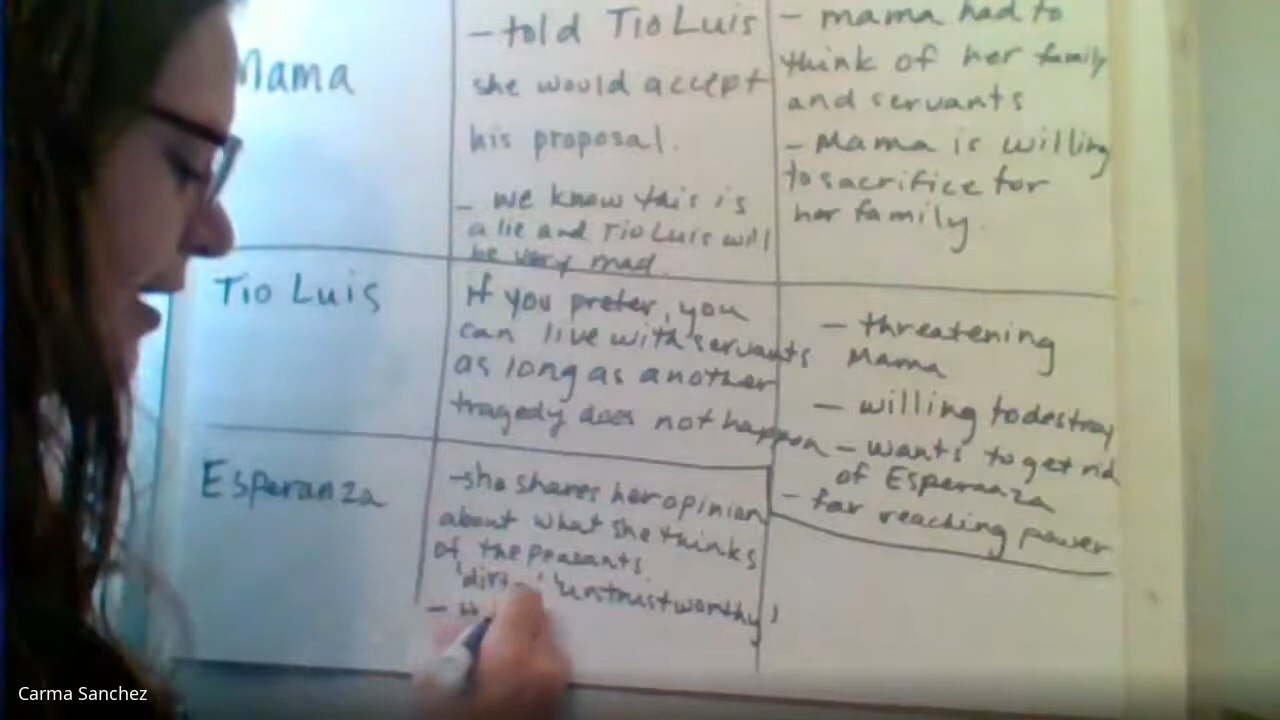 Mama
- told Tio Luis
she would accept
his proposal.
- we know this is
a lie and Tio Luis will
be very mad.
- mama had to
think of her family
and servants
- Mama is willing
to sacrifice for
her family.
Tio Luis
If you prefer, you
can live with servants
as long as another
tragedy does not happen
- threatening
Mama
- willing to destroy
- wants to get rid
of Esperanza
- far reaching power
Esperanza
- she shares her opinion
about what she thinks
of the peasants.
"untrustworthy"
-
Carma Sanchez